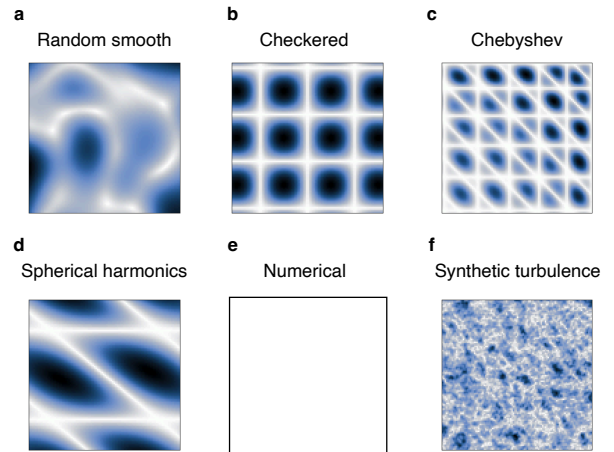 a
Random smooth
b
Checkered
c
Chebyshev
d
Spherical harmonics
e
Numerical
f
Synthetic turbulence